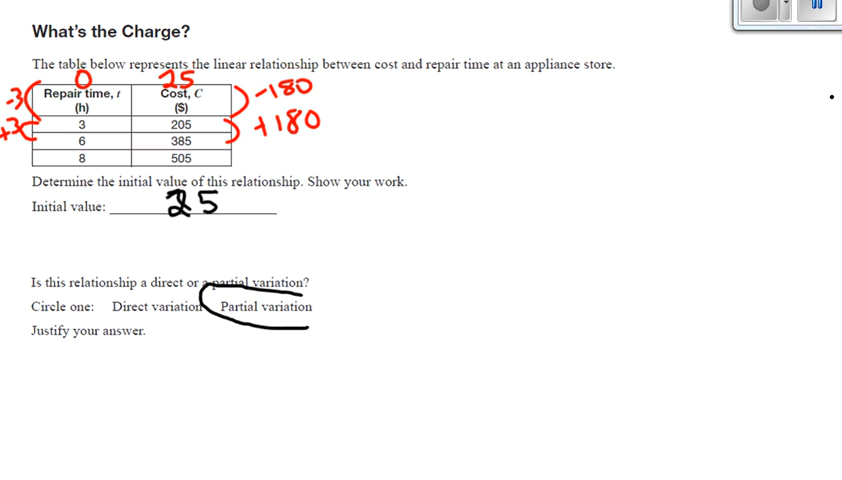 What's the Charge?
The table below represents the linear relationship between cost and repair time at an appliance store.
0 25
-3 Repair time, t (h) Cost, C ($) -180
+3 3 205 +180
6 385
8 505
Determine the initial value of this relationship. Show your work.
Initial value: 25
Is this relationship a direct or a partial variation?
Circle one: Direct variation Partial variation
Justify your answer.